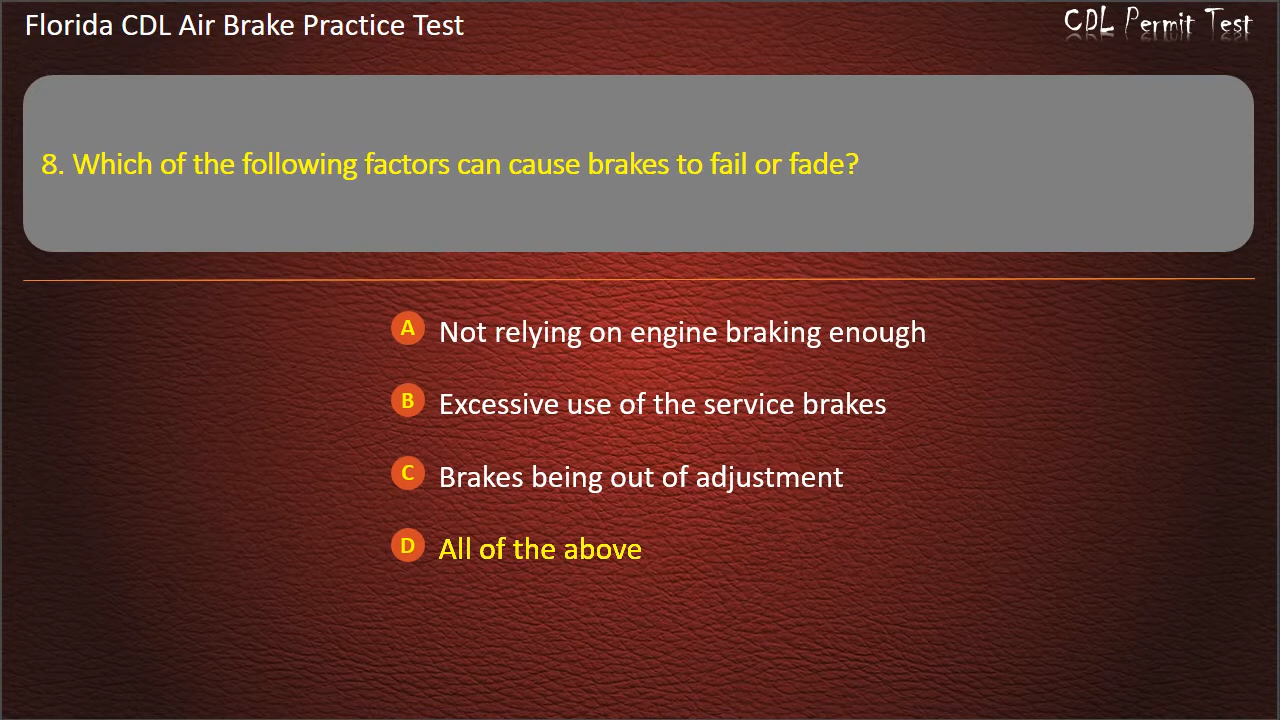 Florida CDL Air Brake Practice Test
CDL Permit Test
8. Which of the following factors can cause brakes to fail or fade?
A Not relying on engine braking enough
B Excessive use of the service brakes
C Brakes being out of adjustment
D All of the above